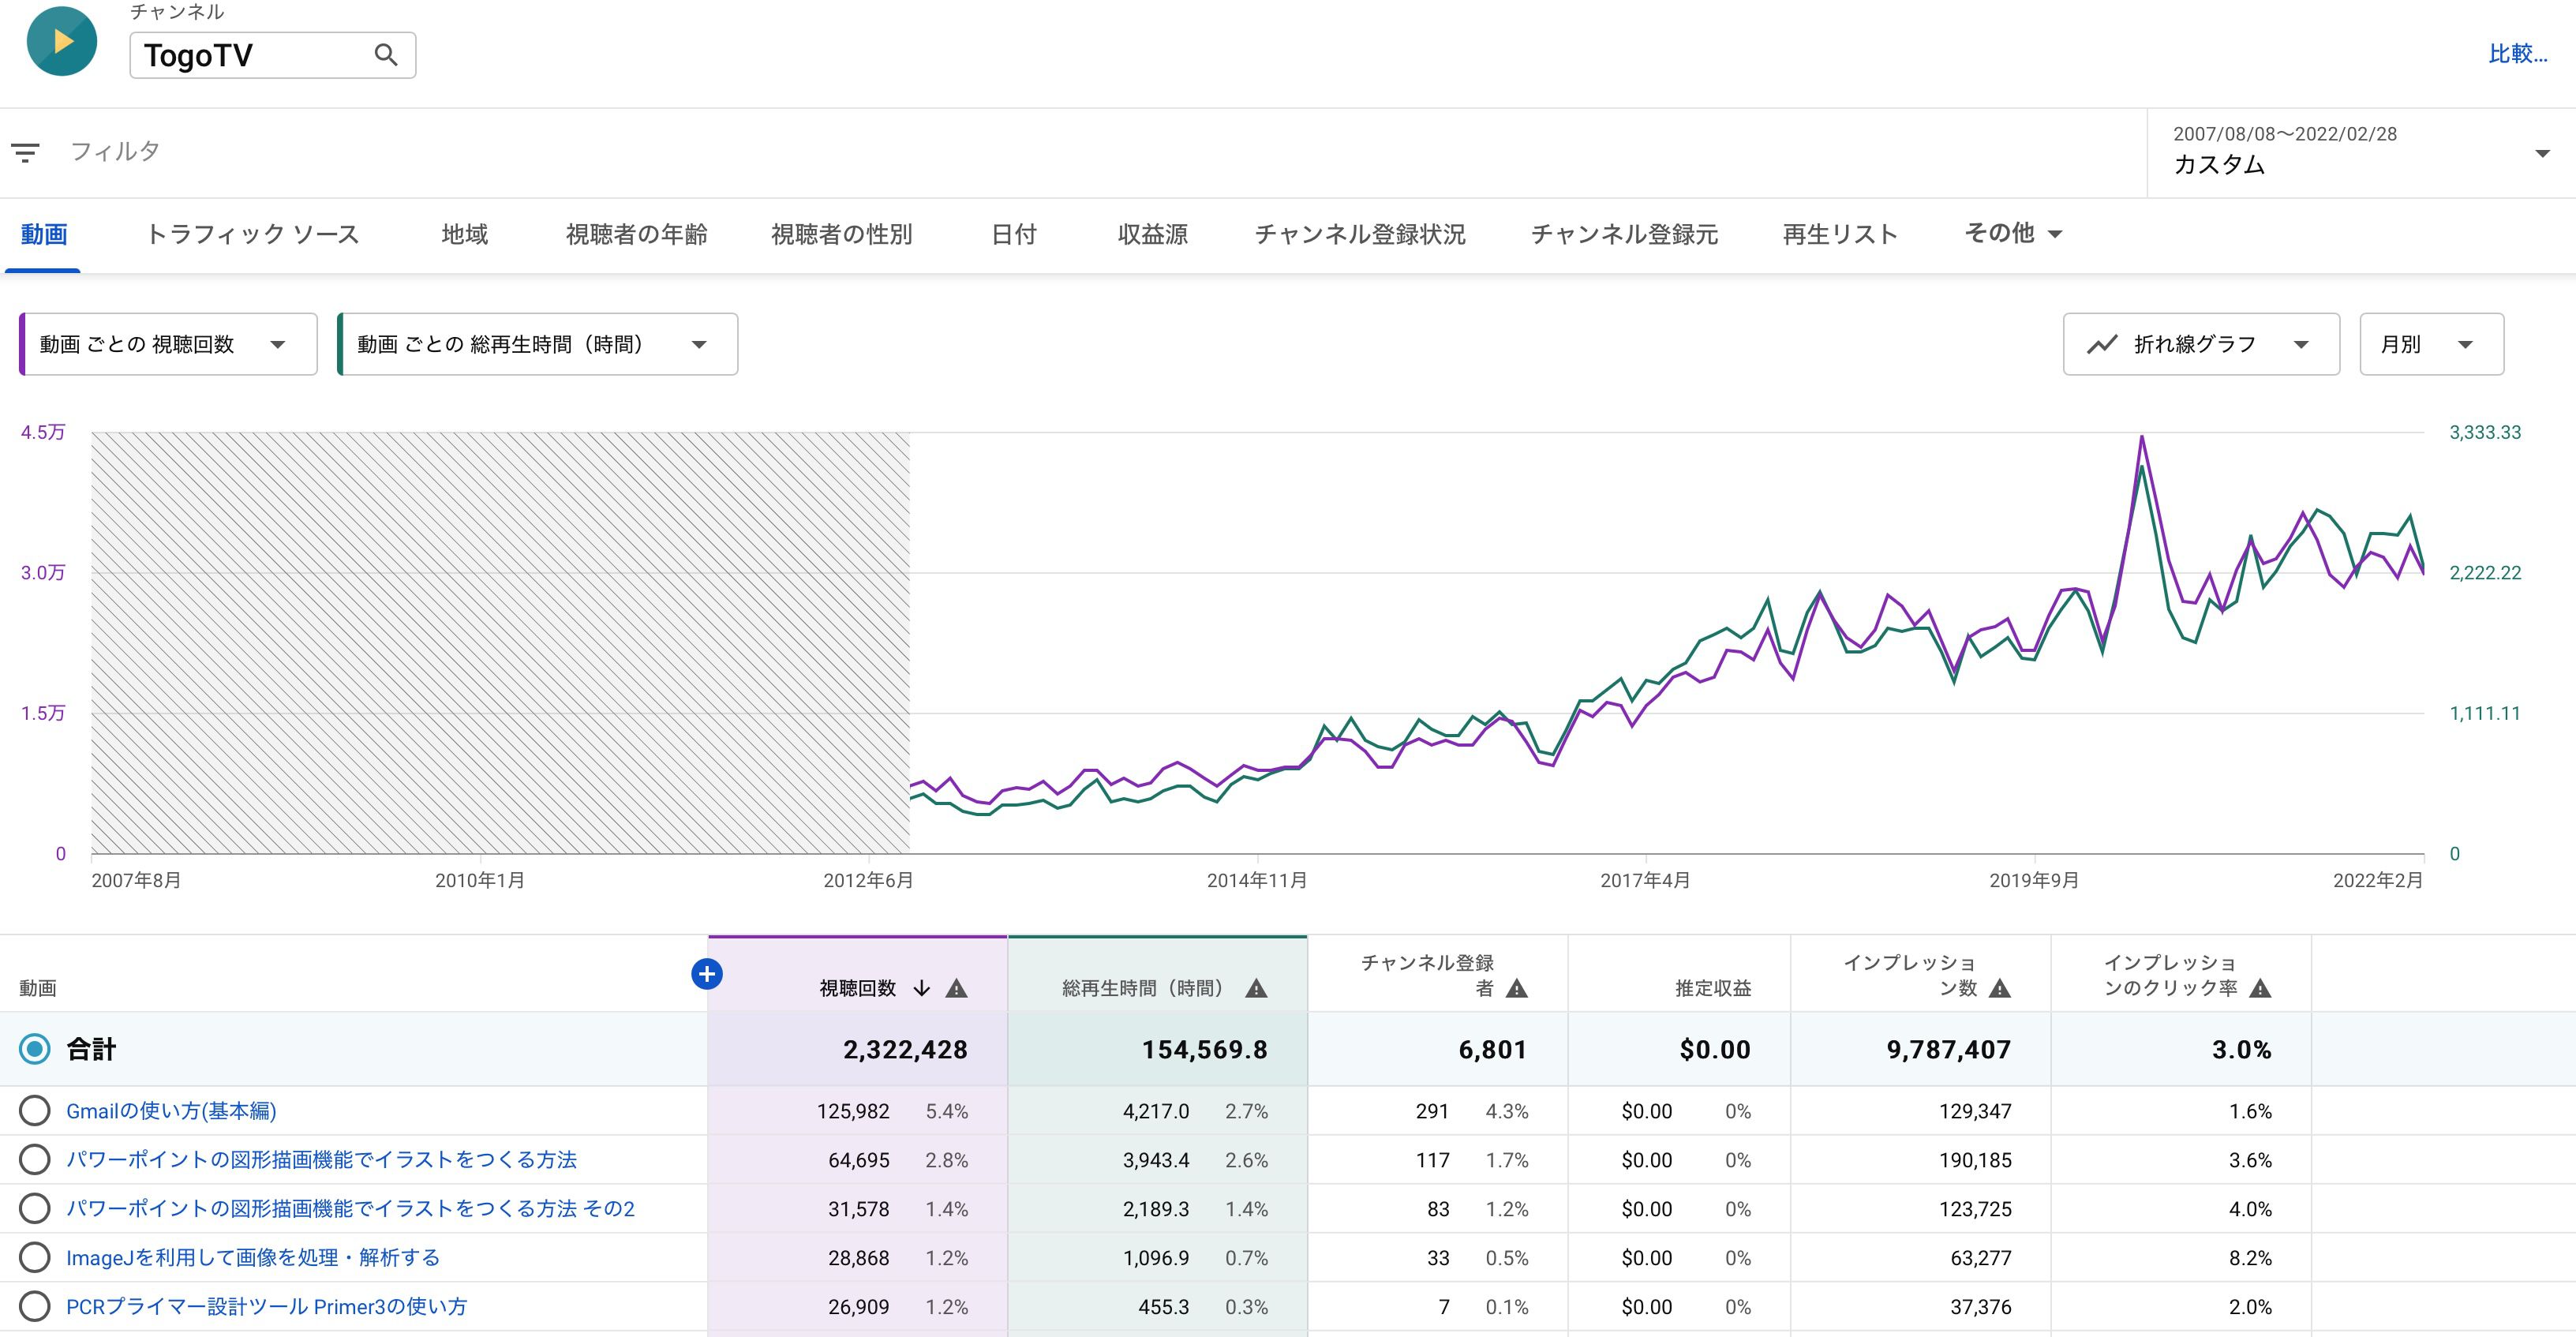 チャンネル
TogoTV
比較...
フィルタ
2007/08/08～2022/02/28
カスタム
動画 トラフィック ソース 地域 視聴者の年齢 視聴者の性別 日付 収益源 チャンネル登録状況 チャンネル登録元 再生リスト その他
動画 ごとの 視聴回数 動画 ごとの 総再生時間（時間） 折れ線グラフ 月別
4.5万 3,333.33
3.0万 2,222.22
1.5万 1,111.11
0 0
2007年8月 2010年1月 2012年6月 2014年11月 2017年4月 2019年9月 2022年2月
動画 視聴回数 総再生時間（時間） チャンネル登録
者 推定収益 インプレッショ
ン数 インプレッショ
ンのクリック率
合計 2,322,428 154,569.8 6,801 $0.00 9,787,407 3.0%
Gmailの使い方(基本編) 125,982 5.4% 4,217.0 2.7% 291 4.3% $0.00 0% 129,347 1.6%
パワーポイントの図形描画機能でイラストをつくる方法 64,695 2.8% 3,943.4 2.6% 117 1.7% $0.00 0% 190,185 3.6%
パワーポイントの図形描画機能でイラストをつくる方法 その2 31,578 1.4% 2,189.3 1.4% 83 1.2% $0.00 0% 123,725 4.0%
ImageJを利用して画像を処理・解析する 28,868 1.2% 1,096.9 0.7% 33 0.5% $0.00 0% 63,277 8.2%
PCRプライマー設計ツール Primer3の使い方 26,909 1.2% 455.3 0.3% 7 0.1% $0.00 0% 37,376 2.0%